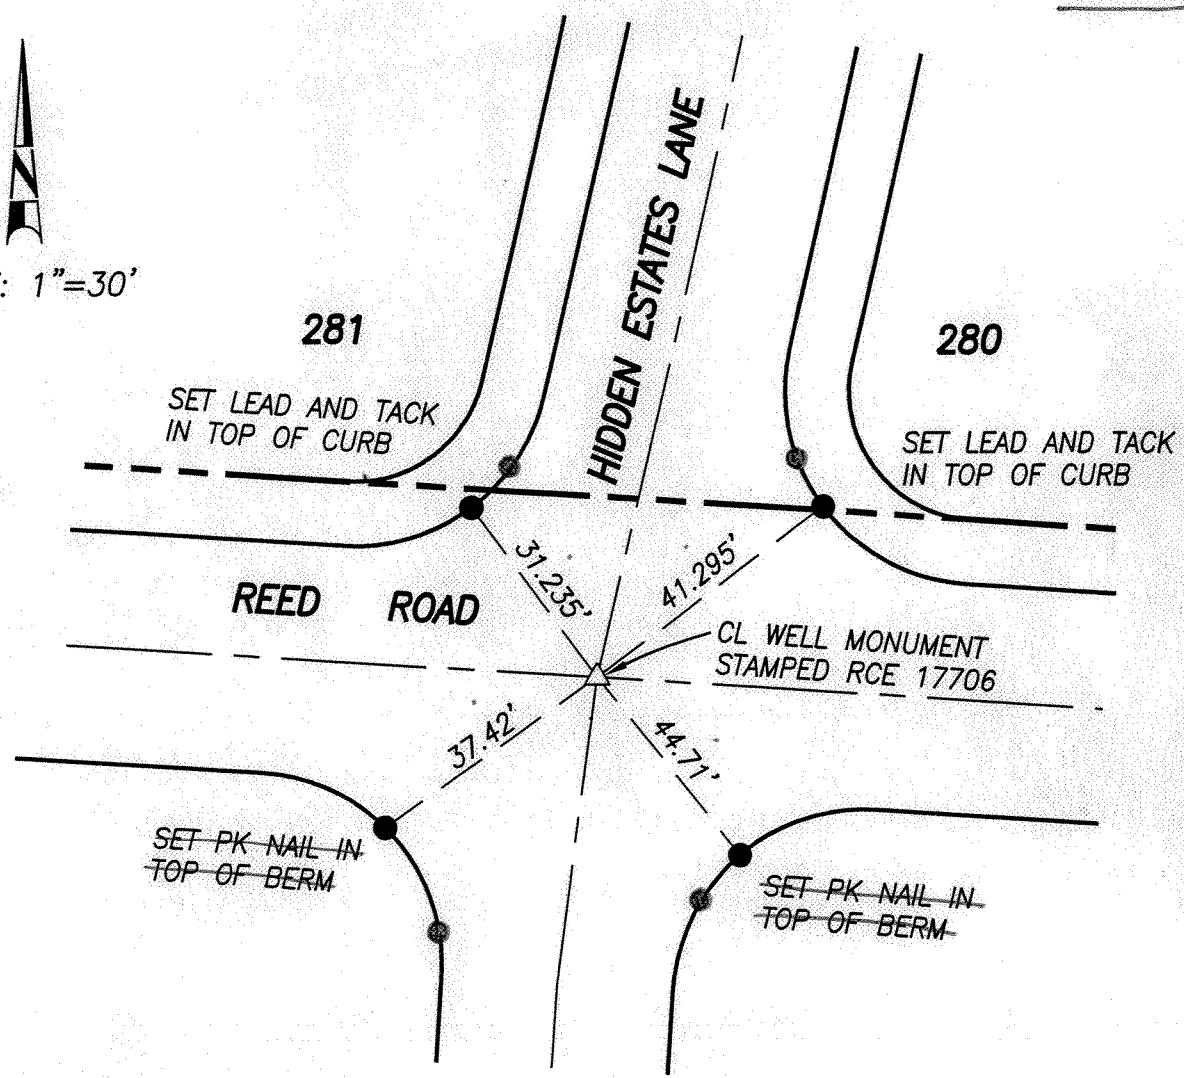 N
: 1"=30'
HIDDEN ESTATES LANE
281
280
SET LEAD AND TACK
IN TOP OF CURB
SET LEAD AND TACK
IN TOP OF CURB
31.235'
41.295'
REED ROAD
CL WELL MONUMENT
STAMPED RCE 17706
37.42'
44.71'
SET PK NAIL IN
TOP OF BERM
SET PK NAIL IN
TOP OF BERM